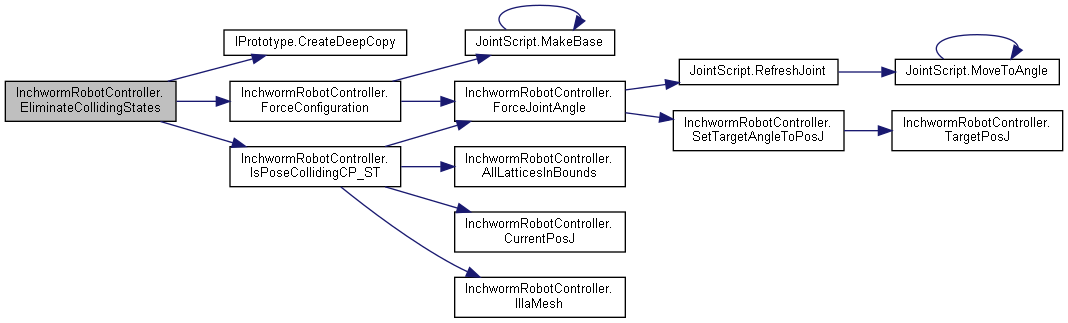 IPrototype.CreateDeepCopy
JointScript.MakeBase
JointScript.RefreshJoint
JointScript.MoveToAngle
InchwormRobotController.
EliminateCollidingStates
InchwormRobotController.
ForceConfiguration
InchwormRobotController.
ForceJointAngle
InchwormRobotController.
SetTargetAngleToPosJ
InchwormRobotController.
TargetPosJ
InchwormRobotController.
IsPoseCollidingCP_ST
InchwormRobotController.
AllLatticesInBounds
InchwormRobotController.
CurrentPosJ
InchwormRobotController.
IllaMesh